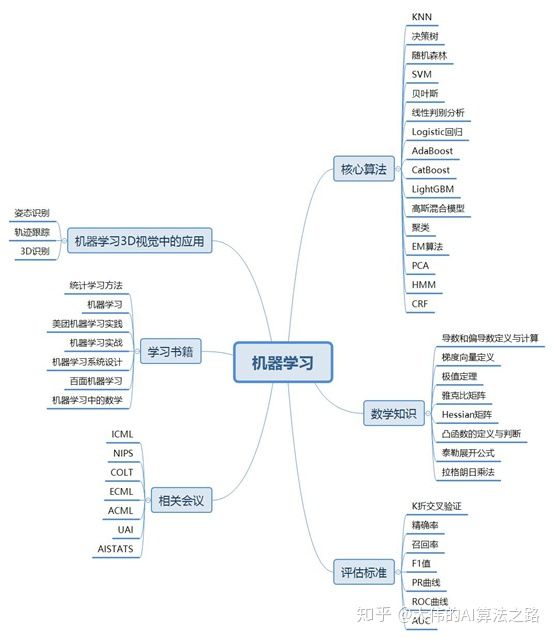 机器学习
核心算法
KNN
决策树
随机森林
SVM
贝叶斯
线性判别分析
Logistic回归
AdaBoost
CatBoost
LightGBM
高斯混合模型
聚类
EM算法
PCA
HMM
CRF
数学知识
导数和偏导数定义与计算
梯度向量定义
极值定理
雅克比矩阵
Hessian矩阵
凸函数的定义与判断
泰勒展开公式
拉格朗日乘法
评估标准
K折交叉验证
精确率
召回率
F1值
PR曲线
ROC曲线
AUC
机器学习3D视觉中的应用
姿态识别
轨迹跟踪
3D识别
学习书籍
统计学习方法
机器学习
美团机器学习实践
机器学习实战
机器学习系统设计
百面机器学习
机器学习中的数学
相关会议
ICML
NIPS
COLT
ECML
ACML
UAI
AISTATS
知乎 @大伟的AI算法之路